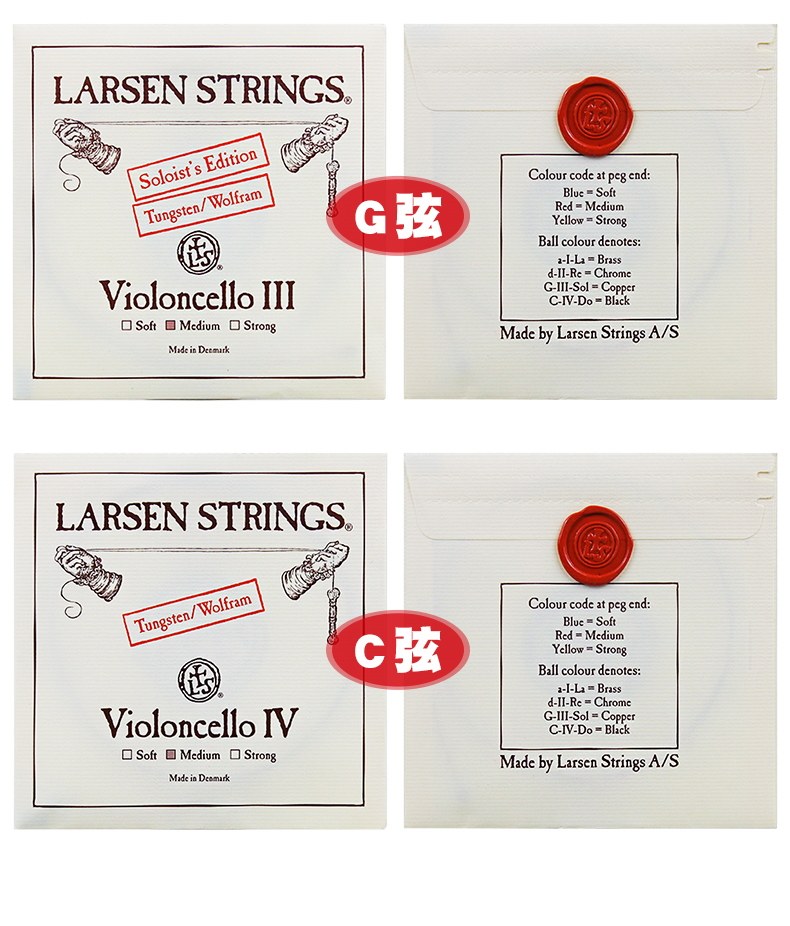 LARSEN STRINGS®
Soloist's Edition
Tungsten/Wolfram
G弦
LS®
Violoncello III
Soft Medium Strong
Made in Denmark
Colour code at peg end:
Blue = Soft
Red = Medium
Yellow = Strong
Ball colour denotes:
a-I-La = Brass
d-II-Re = Chrome
G-III-Sol = Copper
C-IV-Do = Black
Made by Larsen Strings A/S
LARSEN STRINGS®
Tungsten/Wolfram
C弦
LS®
Violoncello IV
Soft Medium Strong
Made in Denmark
Colour code at peg end:
Blue = Soft
Red = Medium
Yellow = Strong
Ball colour denotes:
a-I-La = Brass
d-II-Re = Chrome
G-III-Sol = Copper
C-IV-Do = Black
Made by Larsen Strings A/S